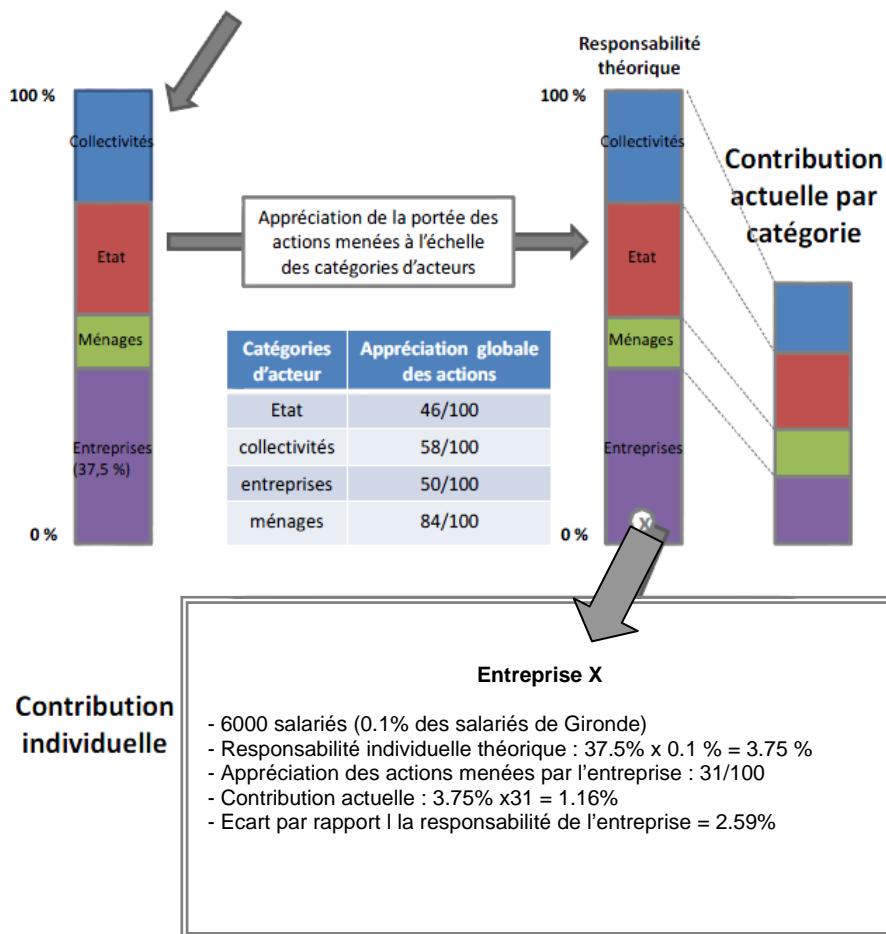 100 %
Collectivités
Etat
Ménages
Entreprises
(37,5 %)
0 %
Appréciation de la portée des
actions menées à l'échelle
des catégories d'acteurs
Catégories
d'acteur
Appréciation globale
des actions
Etat 46/100
collectivités 58/100
entreprises 50/100
ménages 84/100
Responsabilité
théorique
100 %
Collectivités
Etat
Ménages
Entreprises
X
0 %
Contribution
actuelle par
catégorie
Contribution
individuelle
Entreprise X
- 6000 salariés (0.1% des salariés de Gironde)
- Responsabilité individuelle théorique : 37.5% x 0.1 % = 3.75 %
- Appréciation des actions menées par l'entreprise : 31/100
- Contribution actuelle : 3.75% x31 = 1.16%
- Ecart par rapport l la responsabilité de l'entreprise = 2.59%